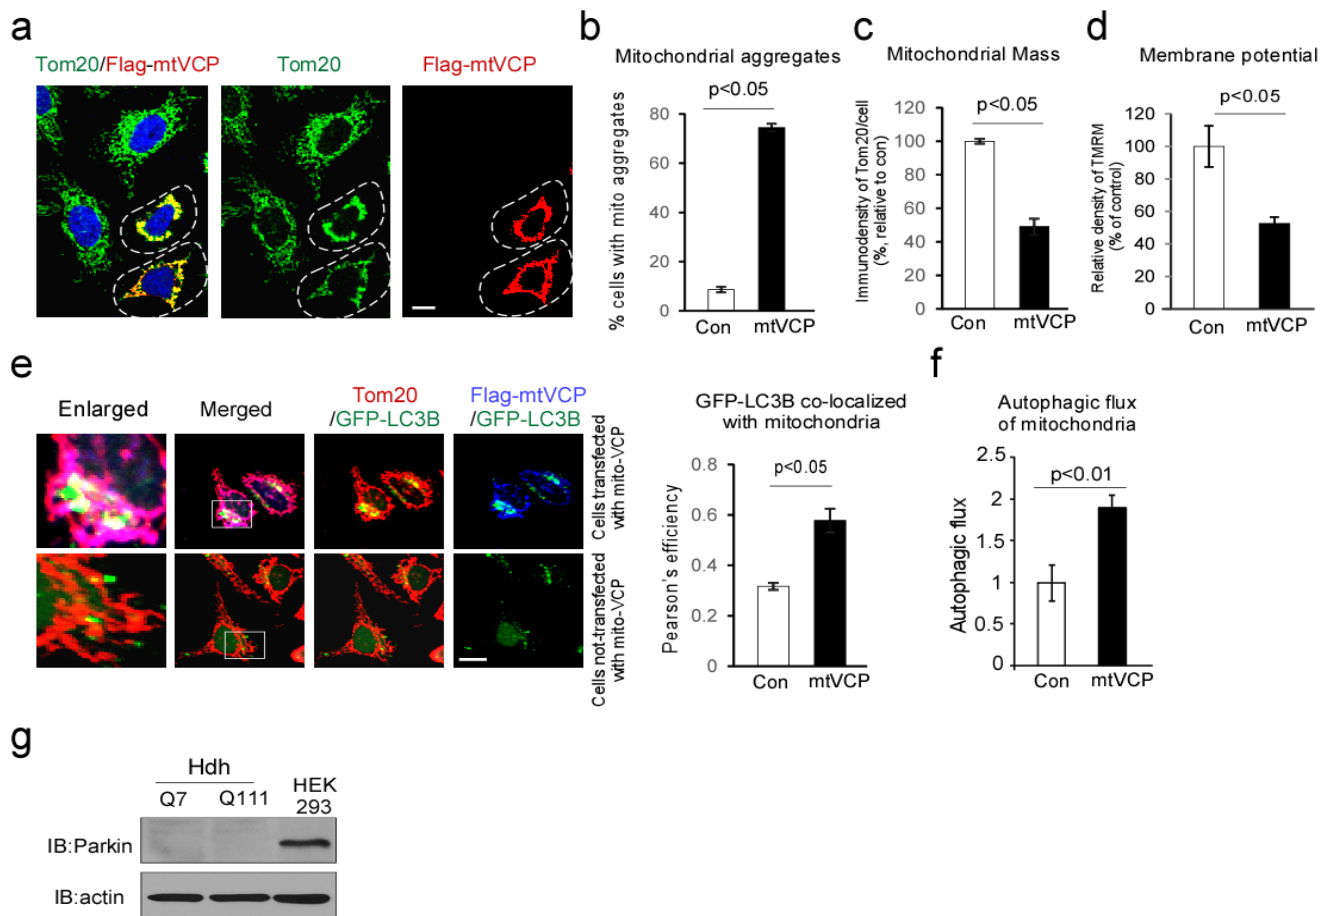 a
Tom20/Flag-mtVCP
Tom20
Flag-mtVCP
b
Mitochondrial aggregates
p<0.05
% cells with mito aggregates
80
60
40
20
0
Con
mtVCP
c
Mitochondrial Mass
p<0.05
Immunodensity of Tom20/cell
(%, relative to con)
120
100
80
60
40
20
0
Con
mtVCP
d
Membrane potential
p<0.05
Relative density of TMRM
(% of control)
120
100
80
60
40
20
0
Con
mtVCP
e
Enlarged
Merged
Tom20
/GFP-LC3B
Flag-mtVCP
/GFP-LC3B
Cells transfected
with mito-VCP
Cells not-transfected
with mito-VCP
GFP-LC3B co-localized
with mitochondria
p<0.05
Pearson's efficiency
0.8
0.6
0.4
0.2
0
Con
mtVCP
f
Autophagic flux
of mitochondria
p<0.01
Autophagic flux
2.5
2
1.5
1
0.5
0
Con
mtVCP
g
Hdh
Q7
Q111
HEK
293
IB:Parkin
IB:actin